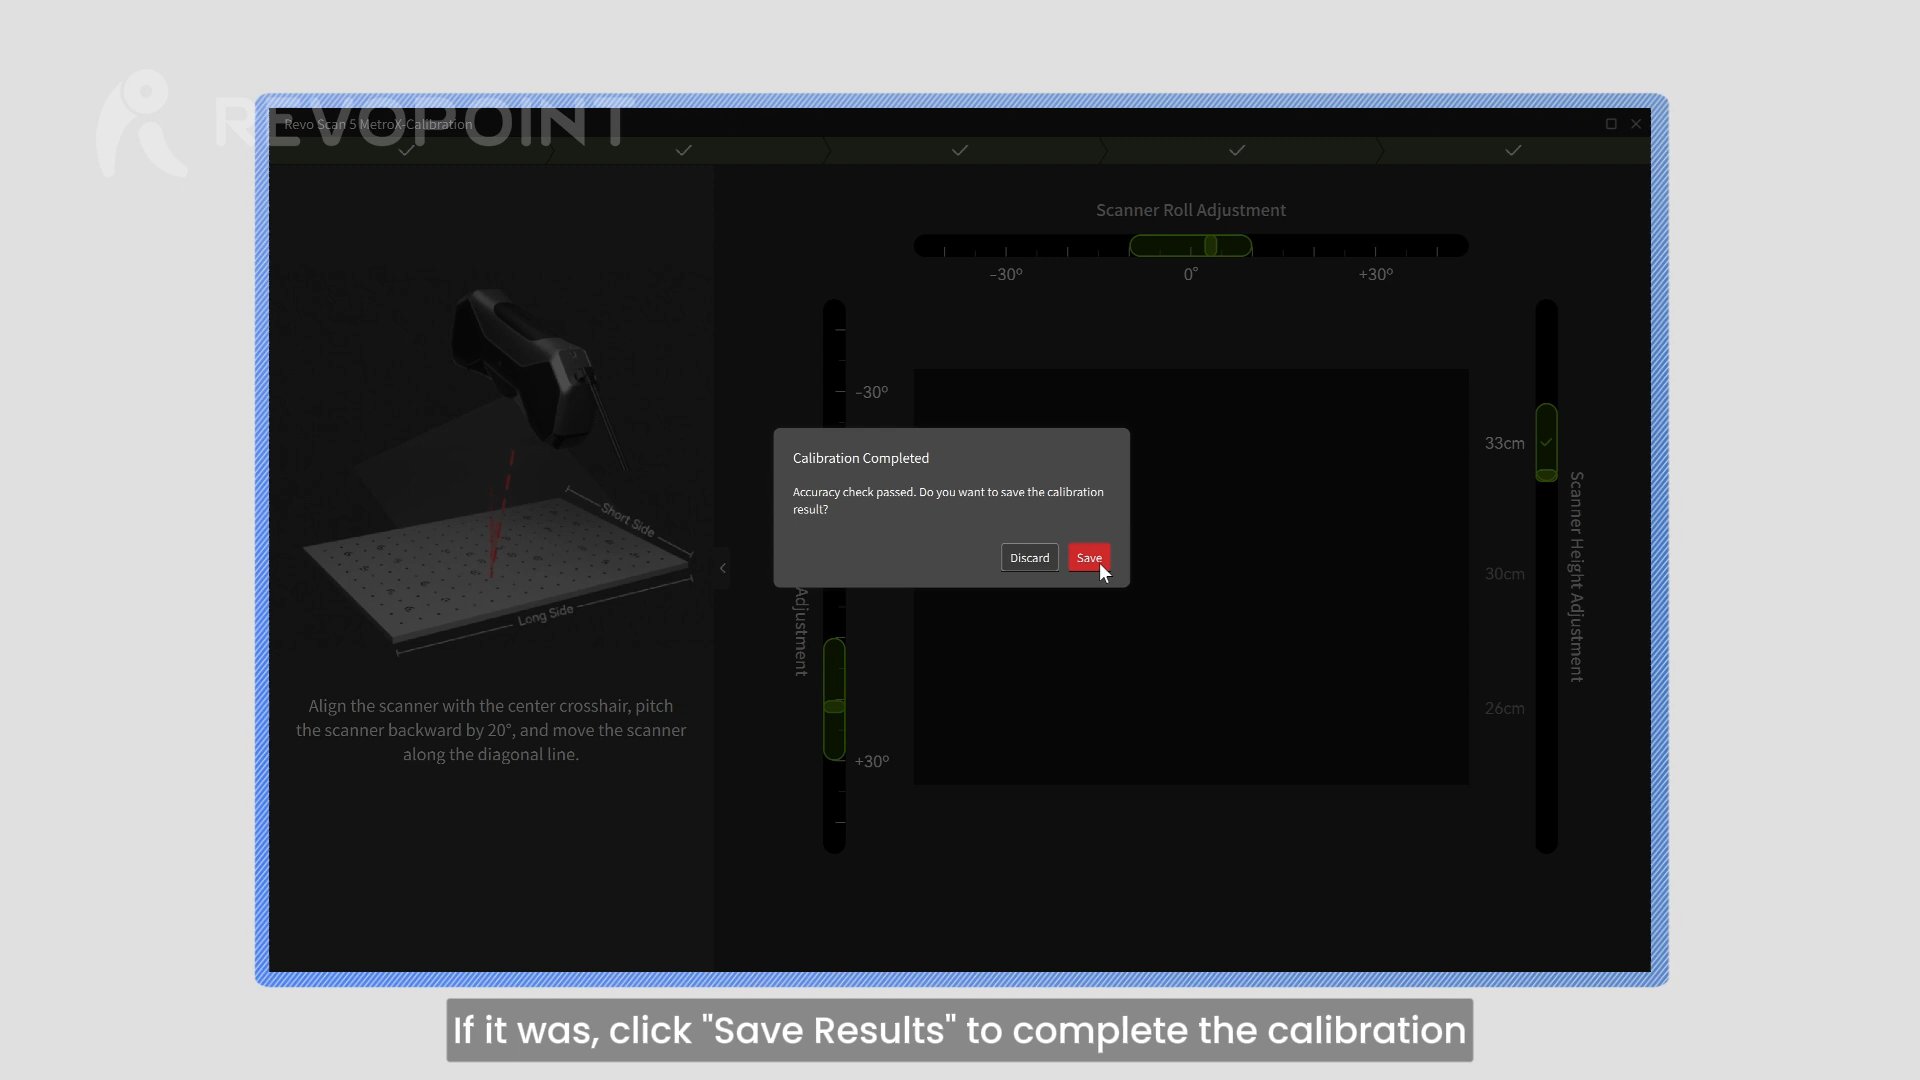 REVOPOINT
Revo Scan 5 MetroX-Calibration
Scanner Roll Adjustment
-30°
0°
+30°
-30°
Adjustment
+30°
33cm
30cm
26cm
Scanner Height Adjustment
Short Side
Long Side
Align the scanner with the center crosshair, pitch
the scanner backward by 20°, and move the scanner
along the diagonal line.
Calibration Completed
Accuracy check passed. Do you want to save the calibration
result?
Discard
Save
If it was, click "Save Results" to complete the calibration